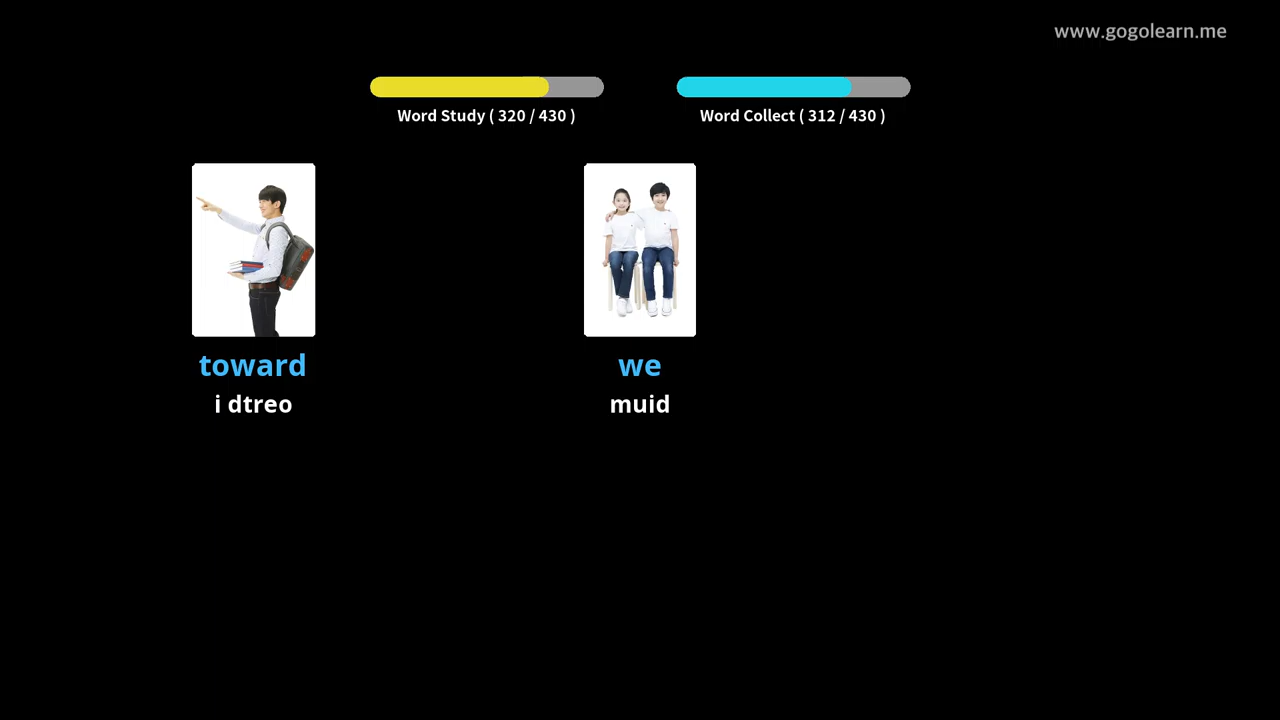 www.gogolearn.me
Word Study ( 320 / 430 )
Word Collect ( 312 / 430 )
toward
i dtreo
we
muid